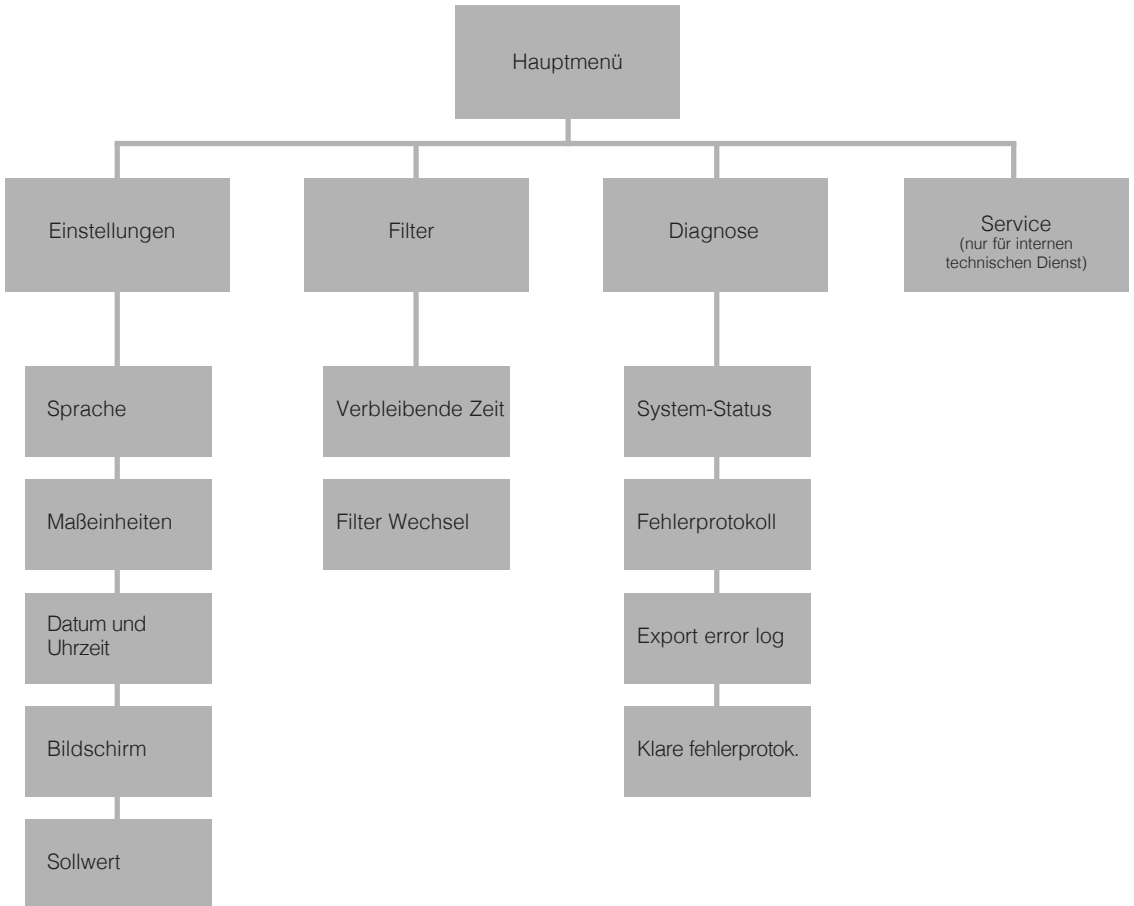 Hauptmenü
Einstellungen
Filter
Diagnose
Service
(nur für internen
technischen Dienst)
Sprache
Verbleibende Zeit
System-Status
Maßeinheiten
Filter Wechsel
Fehlerprotokoll
Datum und
Uhrzeit
Export error log
Bildschirm
Klare fehlerprotok.
Sollwert